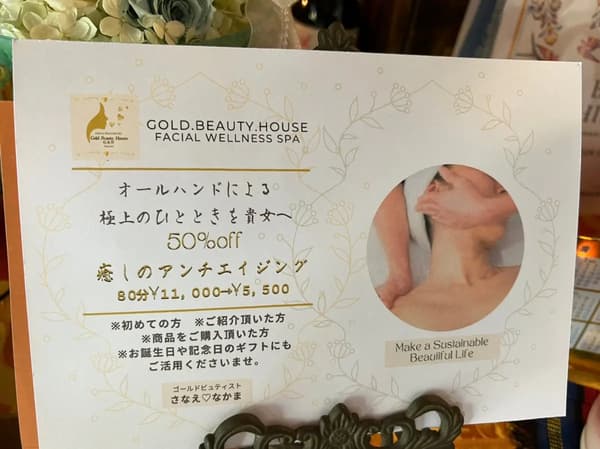 Gold Beauty House
GOLD.BEAUTY.HOUSE
FACIAL WELLNESS SPA
オールハンドによる
極上のひとときを貴女へ
50%off
癒しのアンチエイジング
80分¥11,000→¥5,500
※初めての方 ※ご紹介頂いた方
※商品をご購入頂いた方
※お誕生日や記念日のギフトにも
ご活用くださいませ。
ゴールドビュティスト
さなえ♡なかま
Make a Sustainable
Beautiful Life